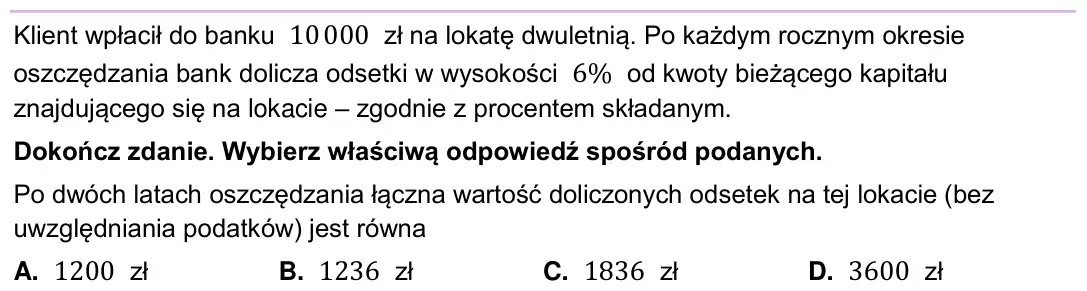 Klient wpłacił do banku 10 000 zł na lokatę dwuletnią. Po każdym rocznym okresie
oszczędzania bank dolicza odsetki w wysokości 6% od kwoty bieżącego kapitału
znajdującego się na lokacie – zgodnie z procentem składanym.
Dokończ zdanie. Wybierz właściwą odpowiedź spośród podanych.
Po dwóch latach oszczędzania łączna wartość doliczonych odsetek na tej lokacie (bez
uwzględniania podatków) jest równa
A. 1200 zł B. 1236 zł C. 1836 zł D. 3600 zł